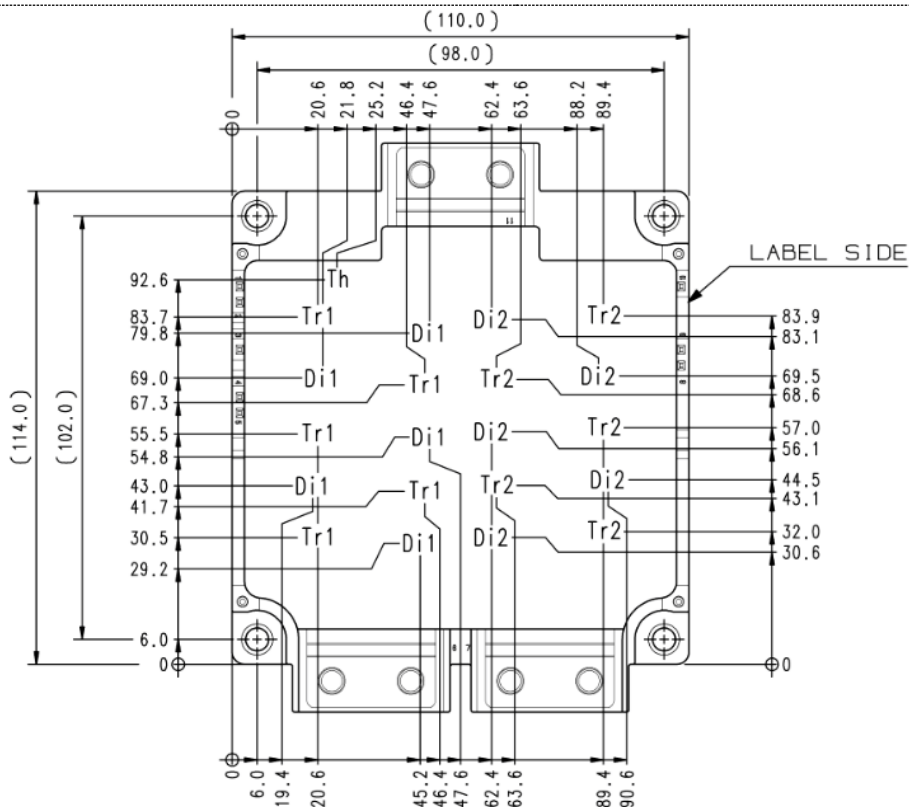 (110.0)
(98.0)
0 20.6 21.8 25.2 46.4 47.6 62.4 63.6 88.2 89.4
11
LABEL SIDE
92.6 Th
83.7 Tr1 Di2 Tr2 83.9
79.8 Di1 83.1
69.0 Di1 Tr1 Tr2 Di2 69.5
67.3 68.6
55.5 Tr1 Di1 Di2 Tr2 57.0
54.8 56.1
(114.0) (102.0)
43.0 Di1 Tr1 Tr2 Di2 44.5
41.7 43.1
30.5 Tr1 Di1 Di2 Tr2 32.0
29.2 30.6
6.0
6 7
0 0
0 6.0 19.4 20.6 45.2 46.4 47.6 62.4 63.6 89.4 90.6